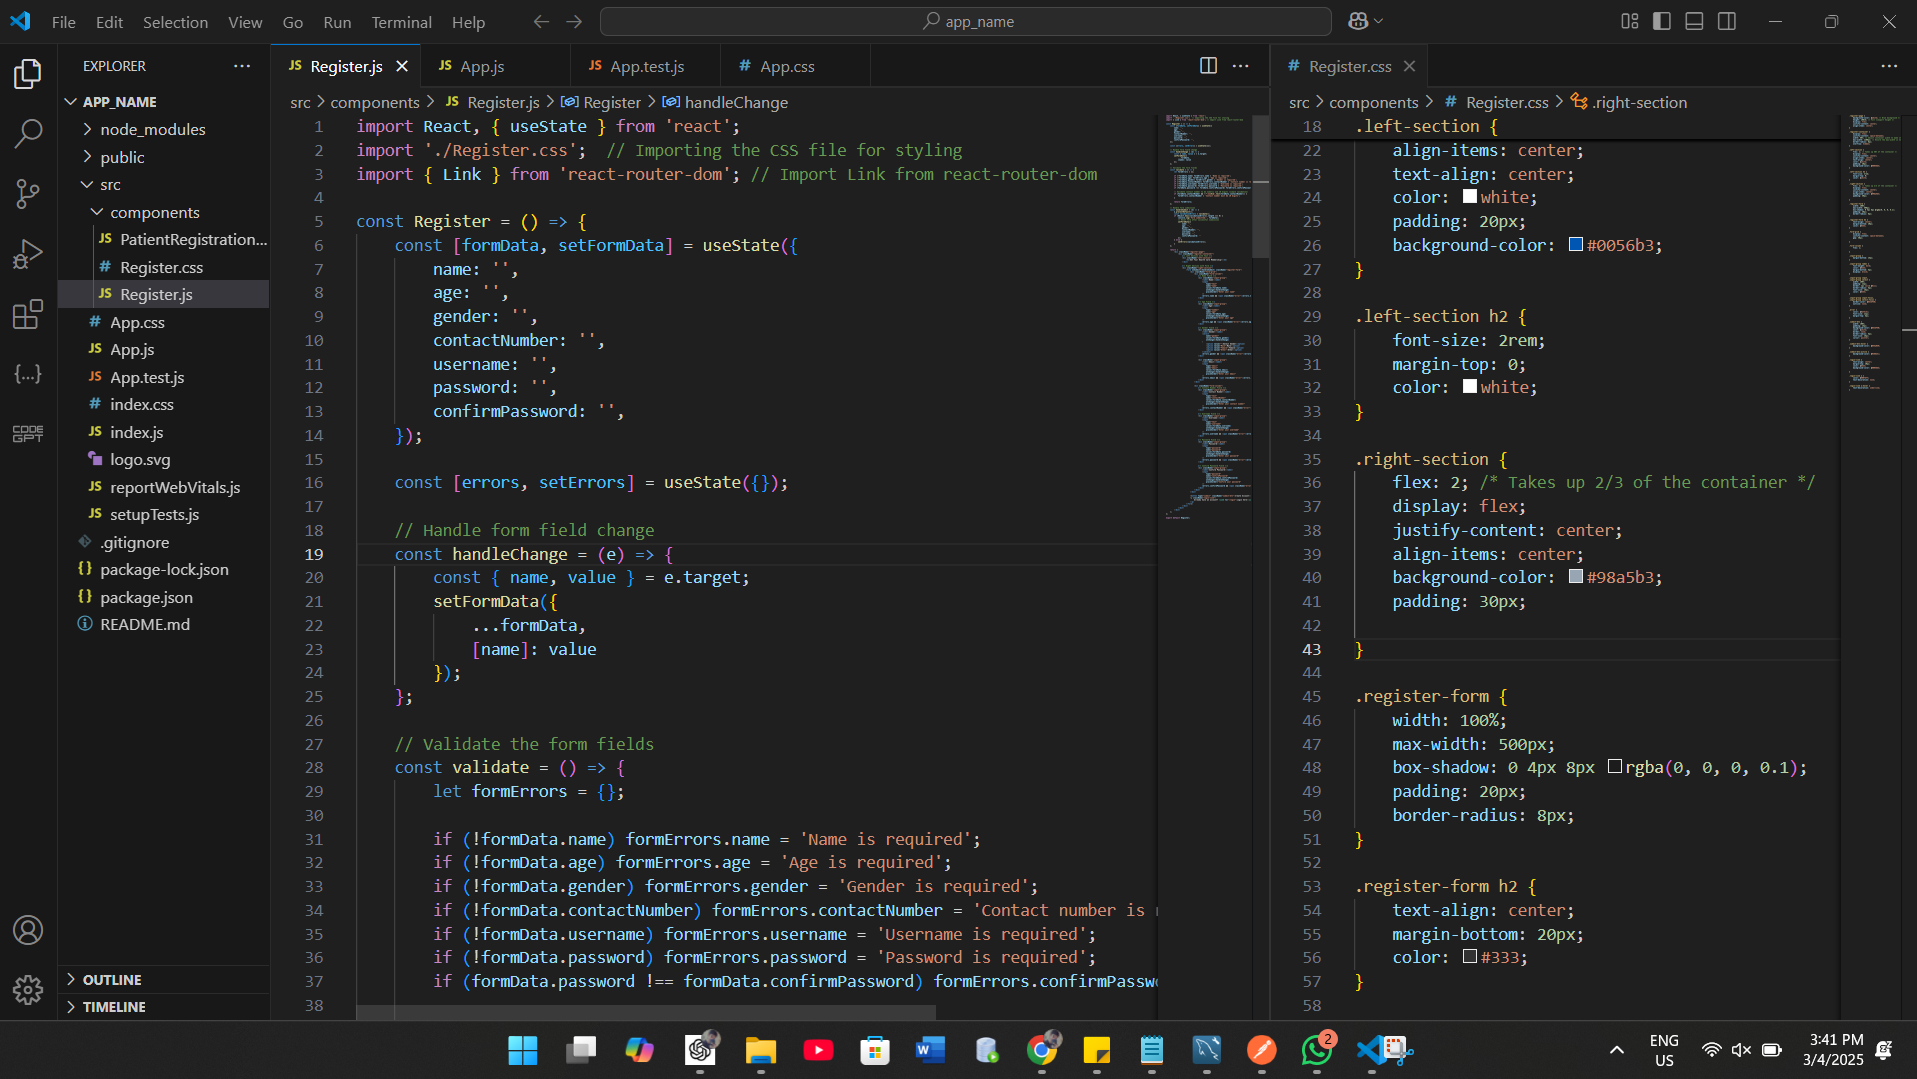 File Edit Selection View Go Run Terminal Help
app_name
EXPLORER
APP_NAME
node_modules
public
src
components
JS PatientRegistration...
# Register.css
JS Register.js
# App.css
JS App.js
JS App.test.js
# index.css
JS index.js
logo.svg
JS reportWebVitals.js
JS setupTests.js
.gitignore
{} package-lock.json
{} package.json
README.md
OUTLINE
TIMELINE
{...}
CODE
GPT
JS Register.js
JS App.js
JS App.test.js
# App.css
src > components > JS Register.js > Register > handleChange
1 import React, { useState } from 'react';
2 import './Register.css';  // Importing the CSS file for styling
3 import { Link } from 'react-router-dom'; // Import Link from react-router-dom
4
5 const Register = () => {
6     const [formData, setFormData] = useState({
7         name: '',
8         age: '',
9         gender: '',
10         contactNumber: '',
11         username: '',
12         password: '',
13         confirmPassword: '',
14     });
15
16     const [errors, setErrors] = useState({});
17
18     // Handle form field change
19     const handleChange = (e) => {
20         const { name, value } = e.target;
21         setFormData({
22             ...formData,
23             [name]: value
24         });
25     };
26
27     // Validate the form fields
28     const validate = () => {
29         let formErrors = {};
30
31         if (!formData.name) formErrors.name = 'Name is required';
32         if (!formData.age) formErrors.age = 'Age is required';
33         if (!formData.gender) formErrors.gender = 'Gender is required';
34         if (!formData.contactNumber) formErrors.contactNumber = 'Contact number is
35         if (!formData.username) formErrors.username = 'Username is required';
36         if (!formData.password) formErrors.password = 'Password is required';
37         if (formData.password !== formData.confirmPassword) formErrors.confirmPassw
38
# Register.css
src > components > # Register.css > .right-section
18 .left-section {
22     align-items: center;
23     text-align: center;
24     color: white;
25     padding: 20px;
26     background-color: #0056b3;
27 }
28
29 .left-section h2 {
30     font-size: 2rem;
31     margin-top: 0;
32     color: white;
33 }
34
35 .right-section {
36     flex: 2; /* Takes up 2/3 of the container */
37     display: flex;
38     justify-content: center;
39     align-items: center;
40     background-color: #98a5b3;
41     padding: 30px;
42
43 }
44
45 .register-form {
46     width: 100%;
47     max-width: 500px;
48     box-shadow: 0 4px 8px rgba(0, 0, 0, 0.1);
49     padding: 20px;
50     border-radius: 8px;
51 }
52
53 .register-form h2 {
54     text-align: center;
55     margin-bottom: 20px;
56     color: #333;
57 }
58
W
2
ENG
US
3:41 PM
3/4/2025